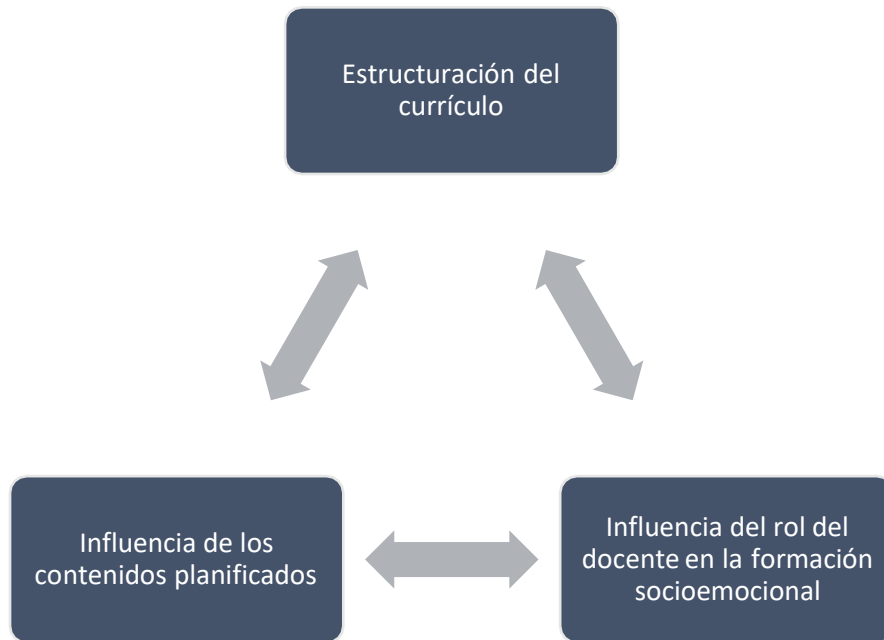 Estructuración del
currículo
Influencia de los
contenidos planificados
Influencia del rol del
docente en la formación
socioemocional